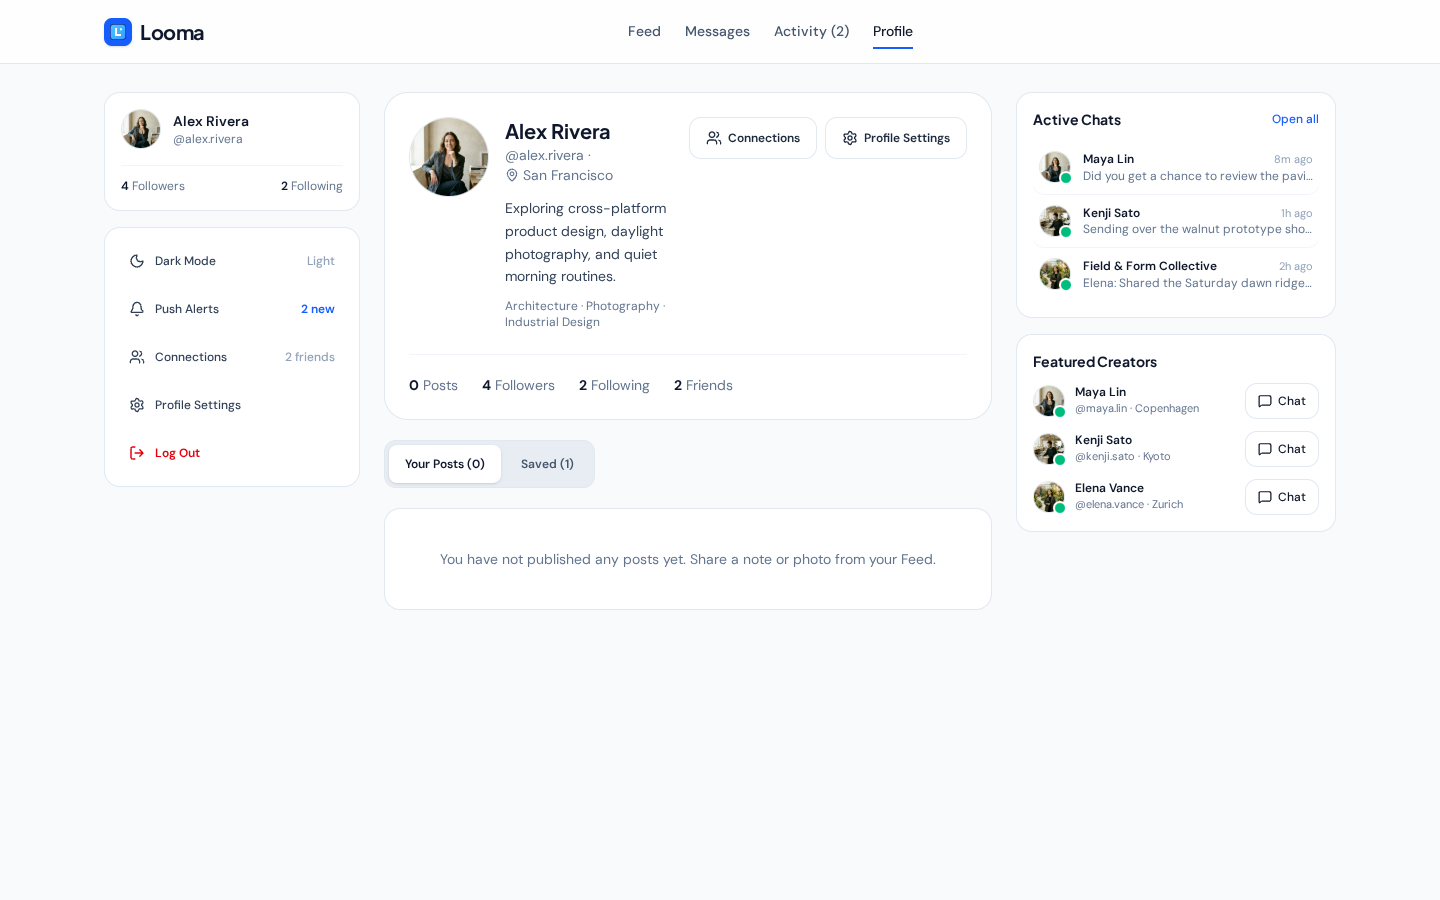 Looma
Feed
Messages
Activity (2)
Profile
Alex Rivera
@alex.rivera
4 Followers
2 Following
Dark Mode
Light
Push Alerts
2 new
Connections
2 friends
Profile Settings
Log Out
Alex Rivera
@alex.rivera ·
San Francisco
Exploring cross-platform
product design, daylight
photography, and quiet
morning routines.
Architecture · Photography ·
Industrial Design
Connections
Profile Settings
0 Posts
4 Followers
2 Following
2 Friends
Your Posts (0)
Saved (1)
You have not published any posts yet. Share a note or photo from your Feed.
Active Chats
Open all
Maya Lin
8m ago
Did you get a chance to review the pavi...
Kenji Sato
1h ago
Sending over the walnut prototype sho...
Field & Form Collective
2h ago
Elena: Shared the Saturday dawn ridge...
Featured Creators
Maya Lin
@maya.lin · Copenhagen
Chat
Kenji Sato
@kenji.sato · Kyoto
Chat
Elena Vance
@elena.vance · Zurich
Chat